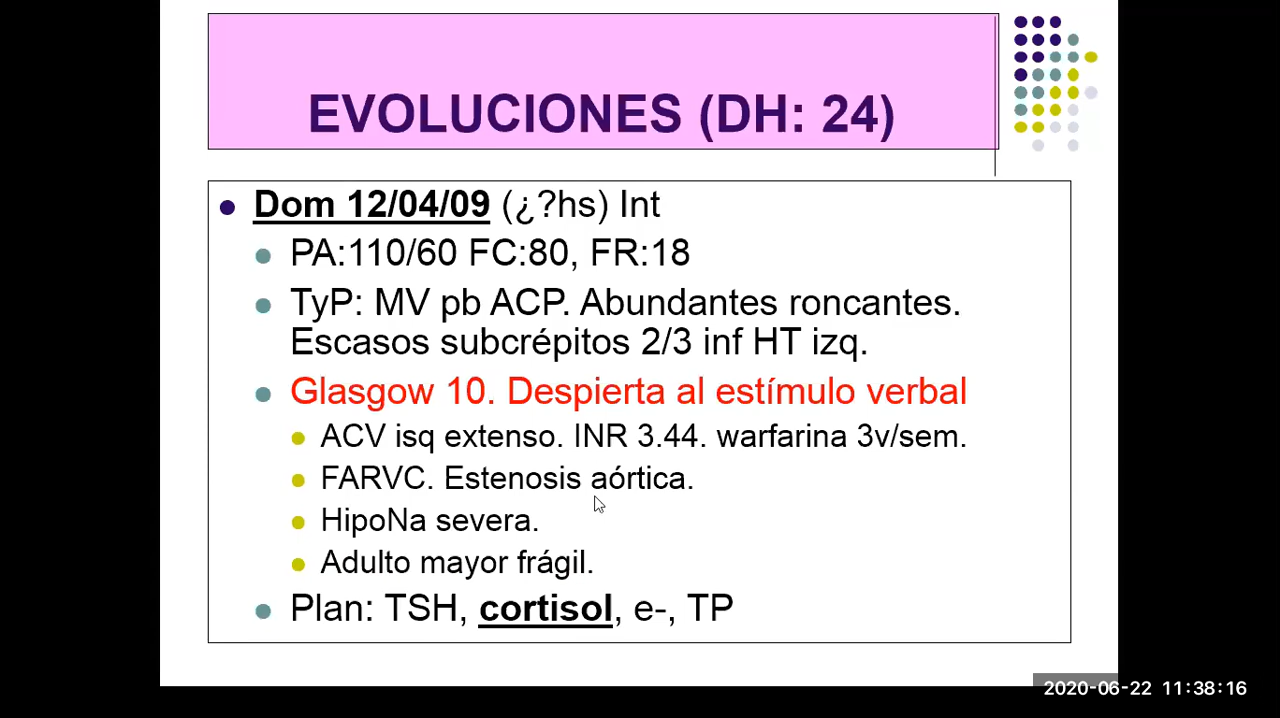 EVOLUCIONES (DH: 24)
Dom 12/04/09 (¿?hs) Int
PA:110/60 FC:80, FR:18
TyP: MV pb ACP. Abundantes roncantes.
Escasos subcrépitos 2/3 inf HT izq.
Glasgow 10. Despierta al estímulo verbal
ACV isq extenso. INR 3.44. warfarina 3v/sem.
FARVC. Estenosis aórtica.
HipoNa severa.
Adulto mayor frágil.
Plan: TSH, cortisol, e-, TP
2020-06-22 11:38:16